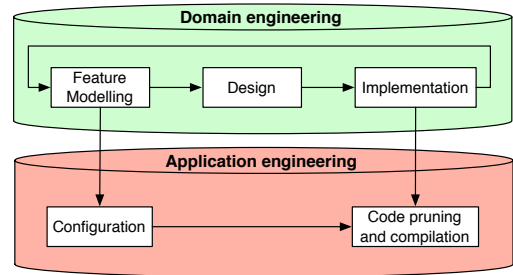 Domain engineering
Feature
Modelling
Design
Implementation
Application engineering
Configuration
Code pruning
and compilation